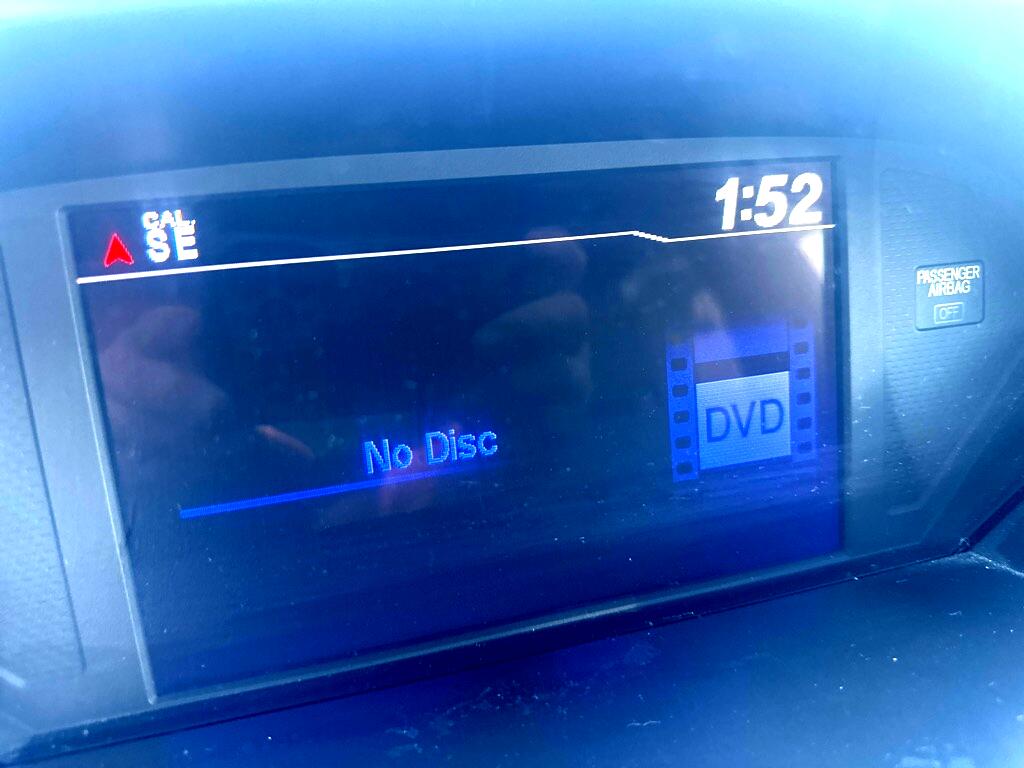 CAL.
SE
1:52
PASSENGER
AIRBAG
OFF
No Disc
DVD